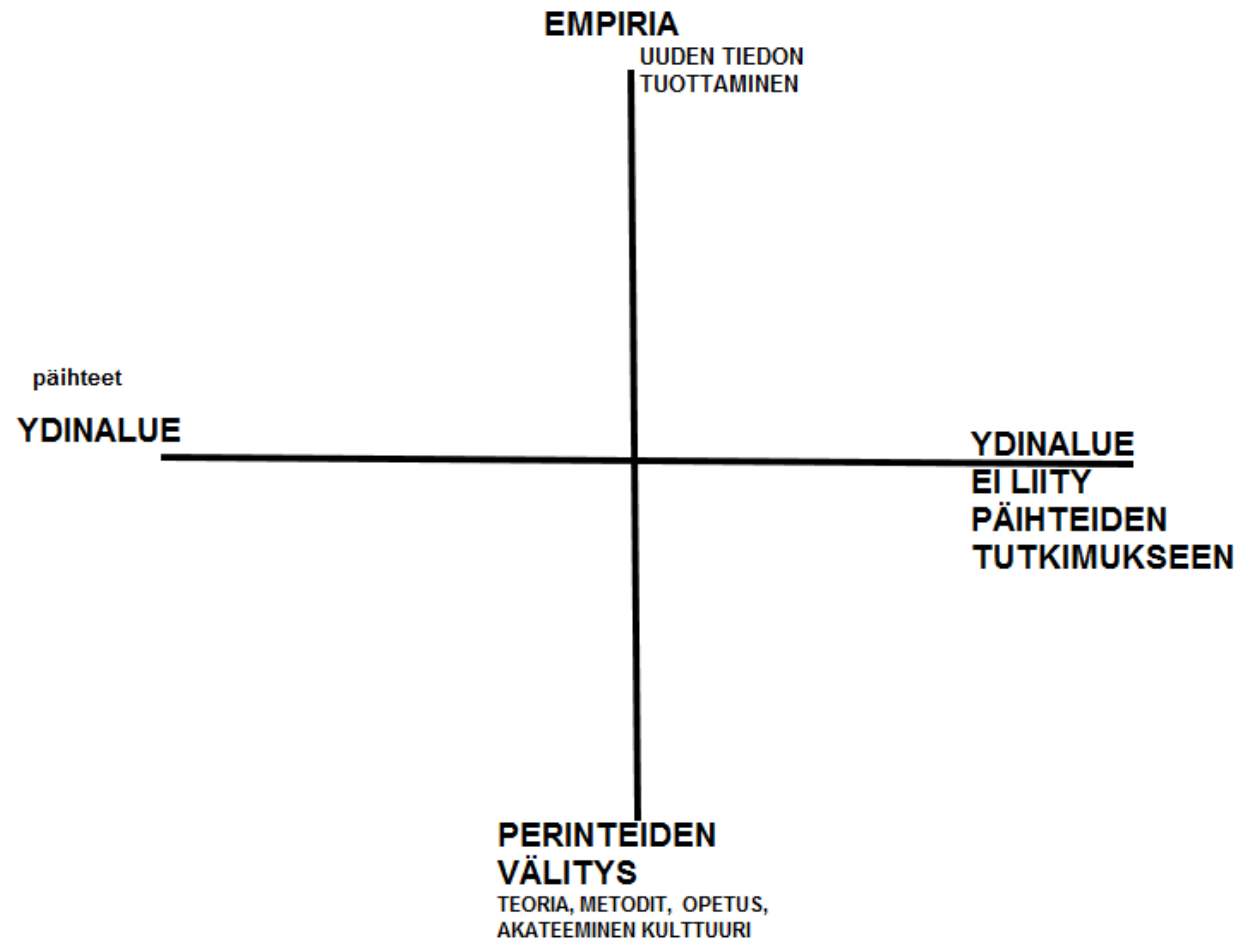 EMPIRIA
UUDEN TIEDON
TUOTTAMINEN
päihteet
YDINALUE
YDINALUE
EI LIITY
PÄIHTEIDEN
TUTKIMUKSEEN
PERINTEIDEN
VÄLITYS
TEORIA, METODIT, OPETUS,
AKATEEMINEN KULTTUURI